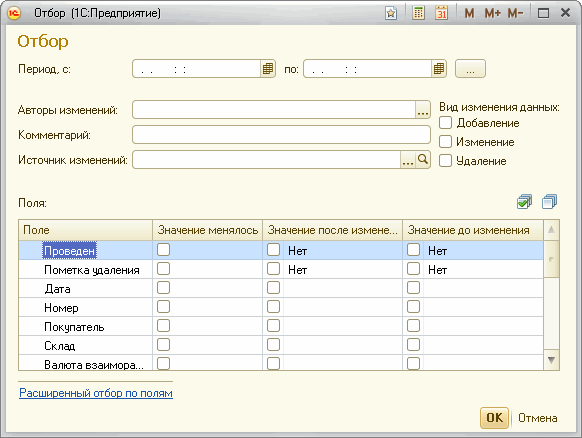 Отбор (1С:Предприятие)
31 M M+ M-
Отбор
Период, с: . . : : по: . . : : ...
Авторы изменений: ...
Вид изменения данных:
Добавление
Комментарий:
Изменение
Источник изменений: ...
Удаление
Поля:
Поле Значение менялось Значение после измене... Значение до изменения
Проведен Нет Нет
Пометка удаления Нет Нет
Дата
Номер
Покупатель
Склад
Валюта взаимора...
Расширенный отбор по полям
OK Отмена